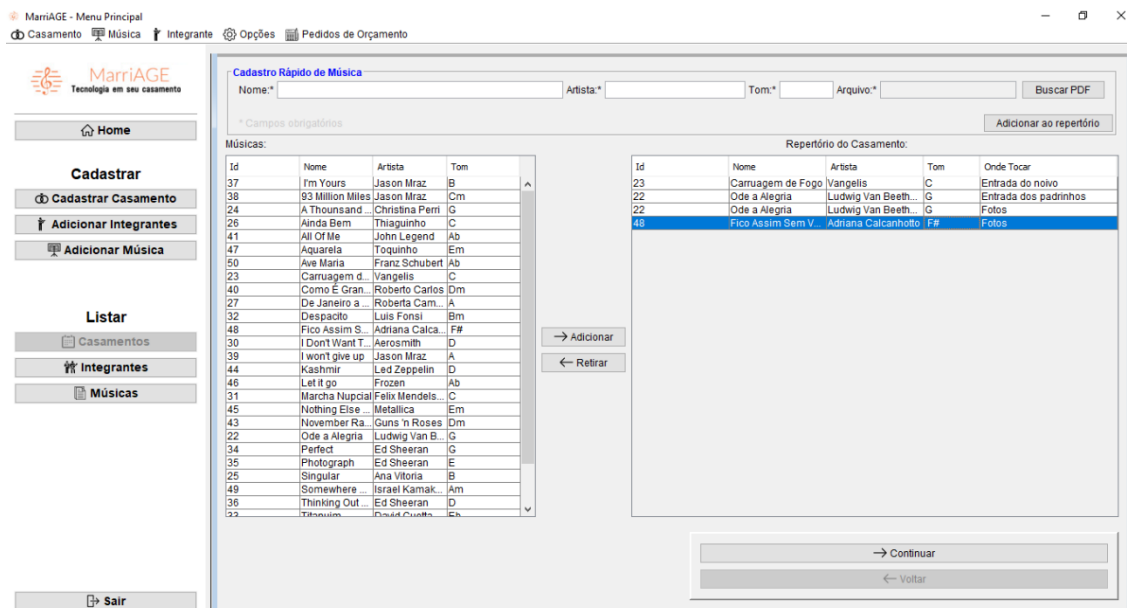 MarriAGE - Menu Principal
Casamento Música Integrante Opções Pedidos de Orçamento
MarriAGE
Tecnologia em seu casamento
Home
Cadastrar
Cadastrar Casamento
Adicionar Integrantes
Adicionar Música
Listar
Casamentos
Integrantes
Músicas
Sair
Cadastro Rápido de Música
Nome:* Artista:* Tom:* Arquivo:* Buscar PDF
* Campos obrigatórios Adicionar ao repertório
Músicas:
Id Nome Artista Tom
37 I'm Yours Jason Mraz B
38 93 Million Miles Jason Mraz Cm
24 A Thounsand ... Christina Perri G
26 Ainda Bem Thiaguinho C
41 All Of Me John Legend Ab
47 Aquarela Toquinho Em
50 Ave Maria Franz Schubert Ab
23 Carruagem d... Vangelis C
40 Como É Gran... Roberto Carlos Dm
27 De Janeiro a ... Roberta Cam... A
32 Despacito Luis Fonsi Bm
48 Fico Assim S... Adriana Calca... F#
30 I Don't Want T... Aerosmith D
39 I won't give up Jason Mraz A
44 Kashmir Led Zeppelin D
46 Let it go Frozen Ab
31 Marcha Nupcial Felix Mendels... C
45 Nothing Else ... Metallica Em
43 November Ra... Guns 'n Roses Dm
22 Ode a Alegria Ludwig Van B... G
34 Perfect Ed Sheeran G
35 Photograph Ed Sheeran E
25 Singular Ana Vitoria B
49 Somewhere ... Israel Kamak... Am
36 Thinking Out ... Ed Sheeran D
33 Titanuim David Guetta Eb
Adicionar
Retirar
Repertório do Casamento:
Id Nome Artista Tom Onde Tocar
23 Carruagem de Fogo Vangelis C Entrada do noivo
22 Ode a Alegria Ludwig Van Beeth... G Entrada dos padrinhos
22 Ode a Alegria Ludwig Van Beeth... G Fotos
48 Fico Assim Sem V... Adriana Calcanhotto F# Fotos
Continuar
Voltar